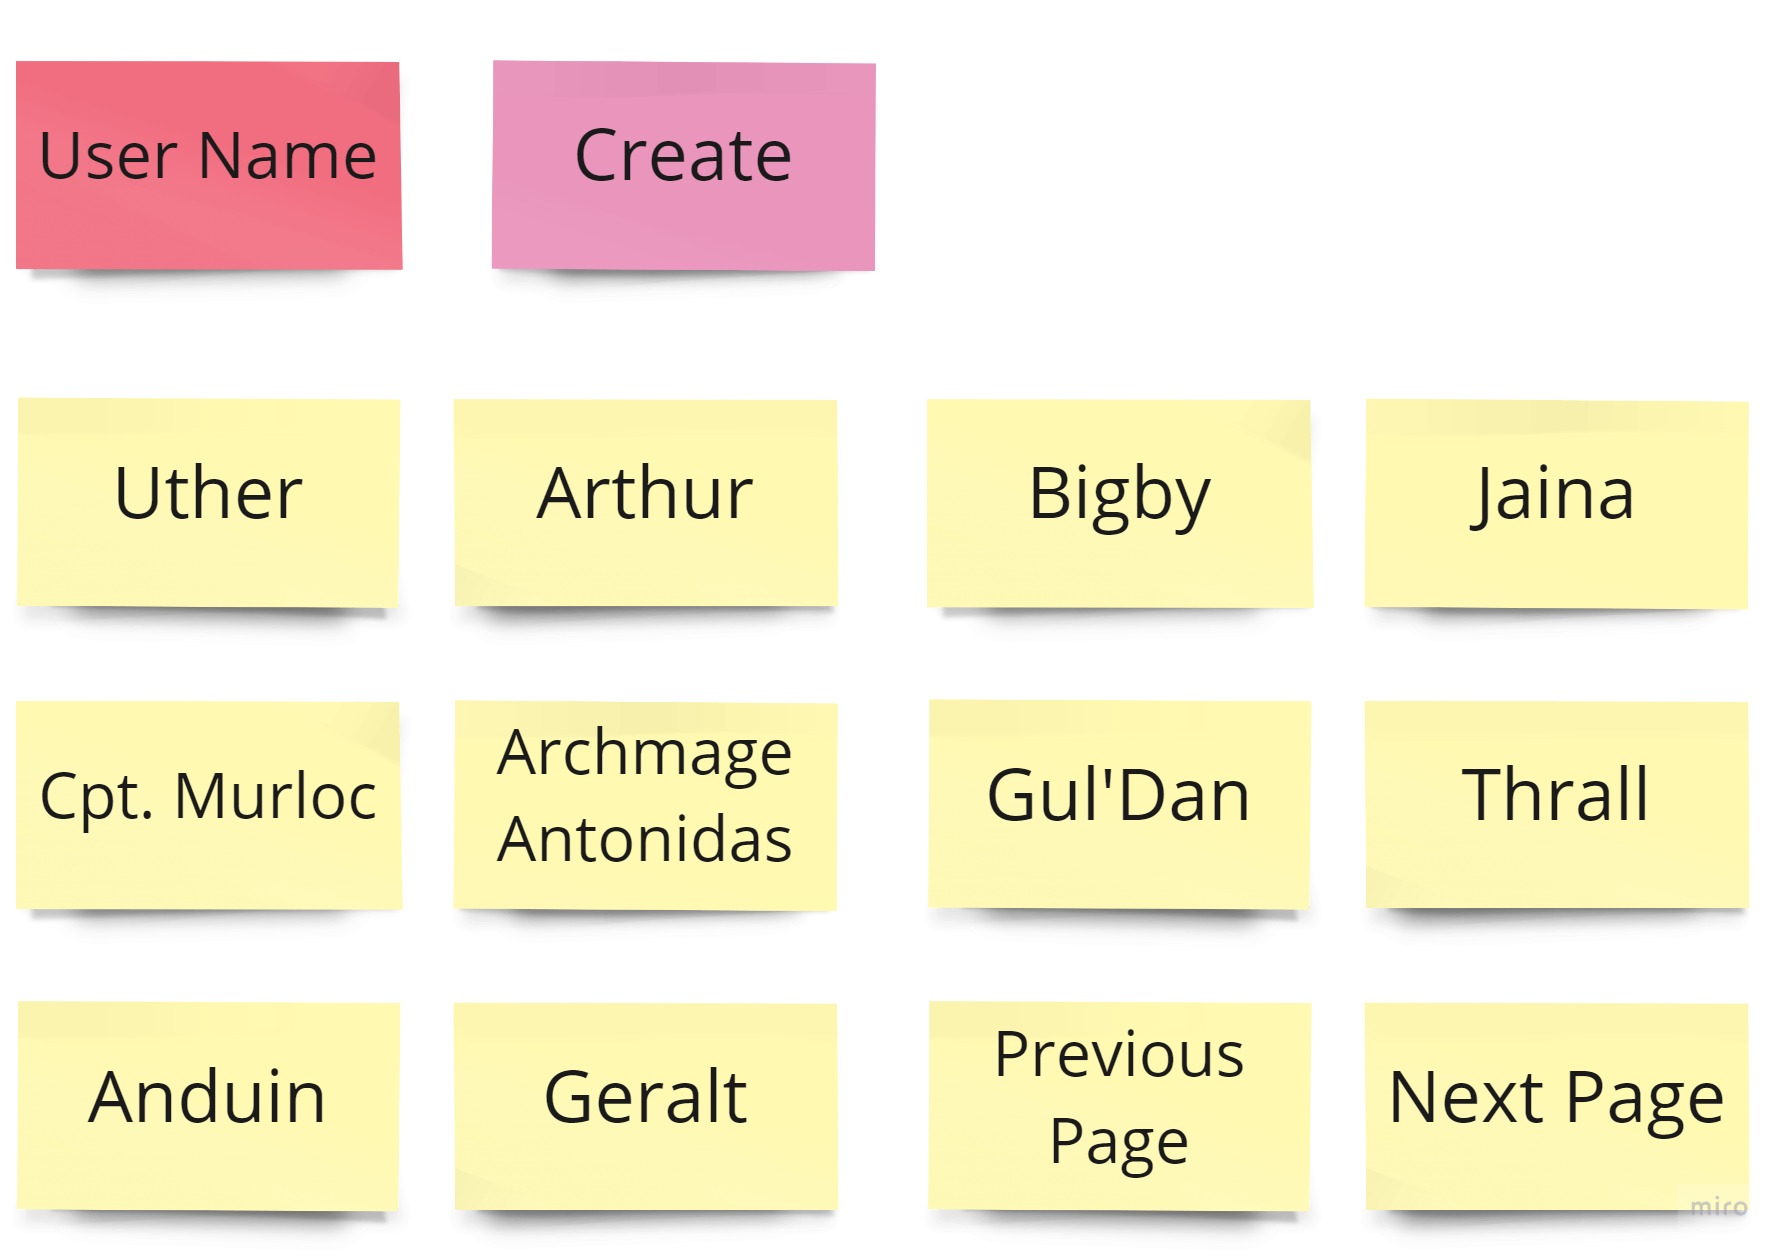 User Name
Create
Uther
Arthur
Bigby
Jaina
Cpt. Murloc
Archmage
Antonidas
Gul'Dan
Thrall
Anduin
Geralt
Previous
Page
Next Page
miro